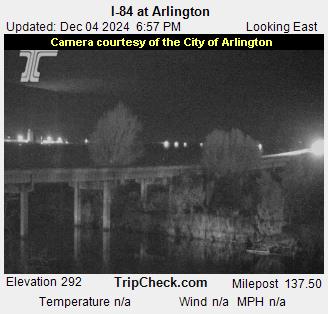 I-84 at Arlington
Updated: Dec 04 2024 6:57 PM Looking East
Camera courtesy of the City of Arlington
Elevation 292 TripCheck.com Milepost 137.50
Temperature n/a Wind n/a MPH n/a